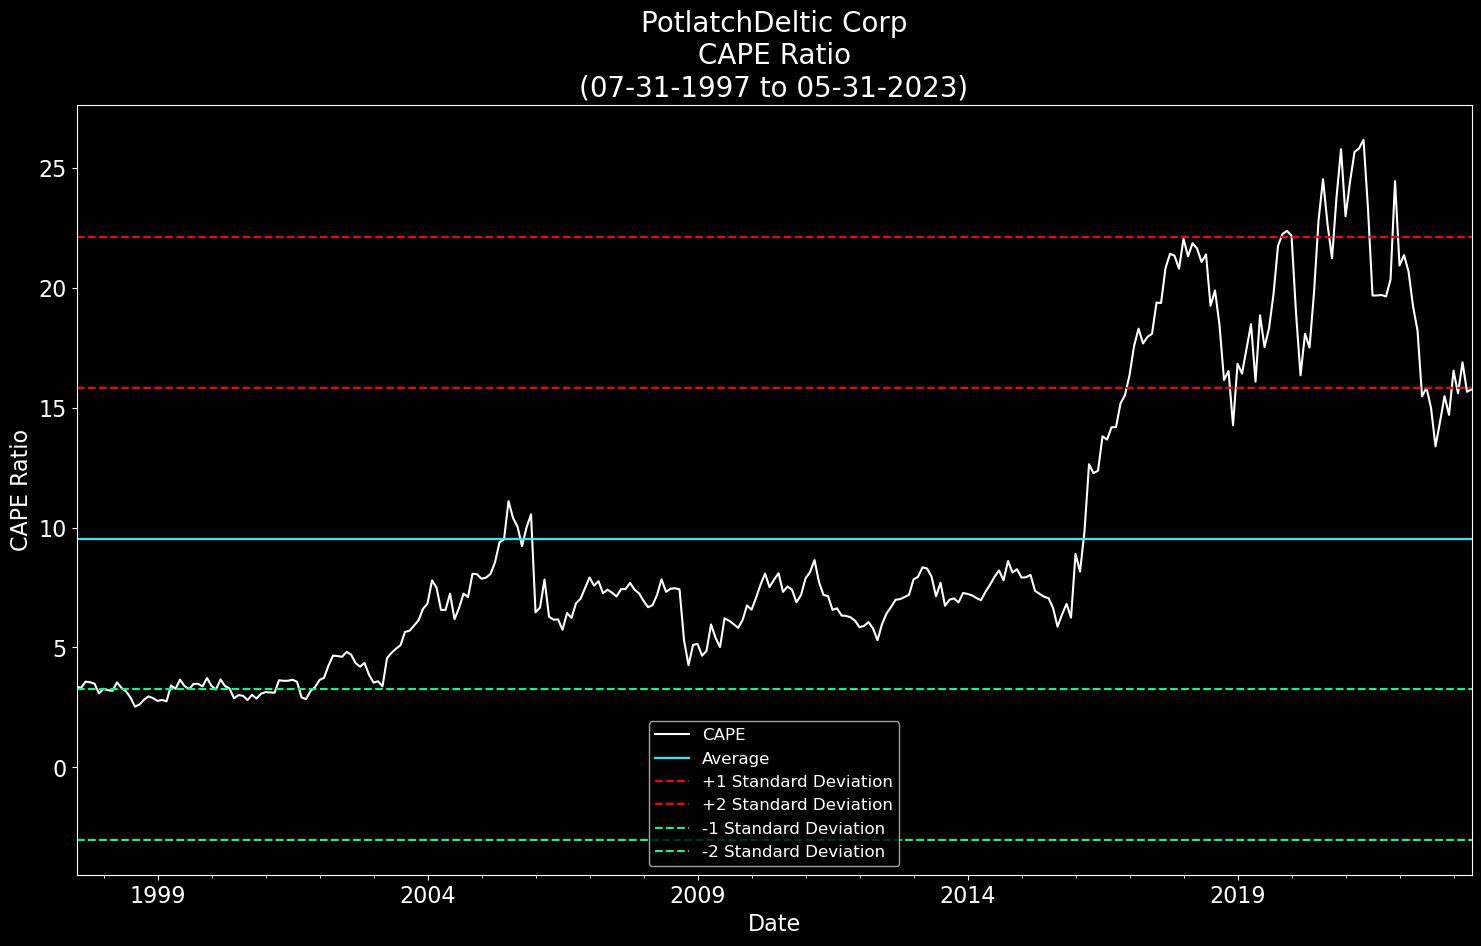 PotlatchDeltic Corp
CAPE Ratio
(07-31-1997 to 05-31-2023)
25
20
15
10
5
0
CAPE Ratio
CAPE
Average
+1 Standard Deviation
+2 Standard Deviation
-1 Standard Deviation
-2 Standard Deviation
1999
2004
2009
2014
2019
Date